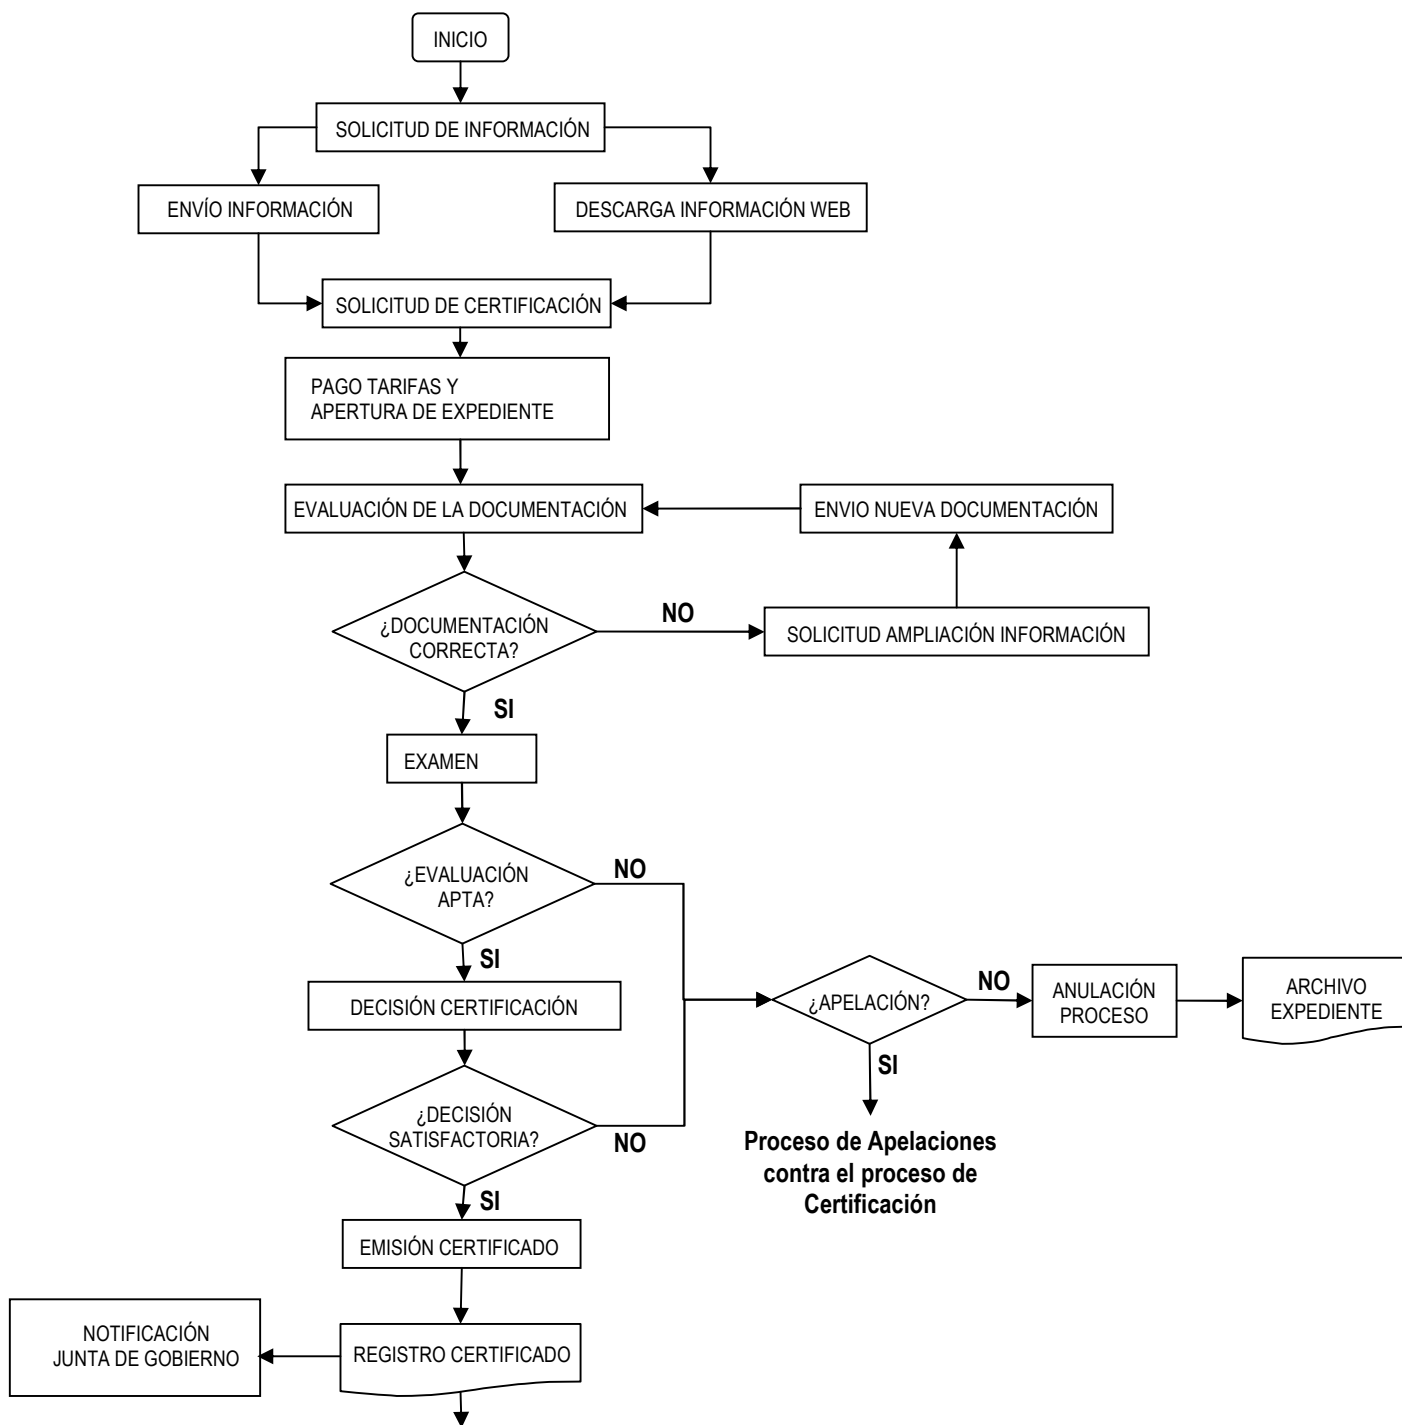 INICIO
SOLICITUD DE INFORMACIÓN
ENVÍO INFORMACIÓN
DESCARGA INFORMACIÓN WEB
SOLICITUD DE CERTIFICACIÓN
PAGO TARIFAS Y
APERTURA DE EXPEDIENTE
EVALUACIÓN DE LA DOCUMENTACIÓN
ENVIO NUEVA DOCUMENTACIÓN
¿DOCUMENTACIÓN
CORRECTA?
NO
SOLICITUD AMPLIACIÓN INFORMACIÓN
SI
EXAMEN
¿EVALUACIÓN
APTA?
NO
SI
DECISIÓN CERTIFICACIÓN
¿APELACIÓN?
NO
ANULACIÓN
PROCESO
ARCHIVO
EXPEDIENTE
SI
¿DECISIÓN
SATISFACTORIA?
NO
Proceso de Apelaciones
contra el proceso de
Certificación
SI
EMISIÓN CERTIFICADO
NOTIFICACIÓN
JUNTA DE GOBIERNO
REGISTRO CERTIFICADO